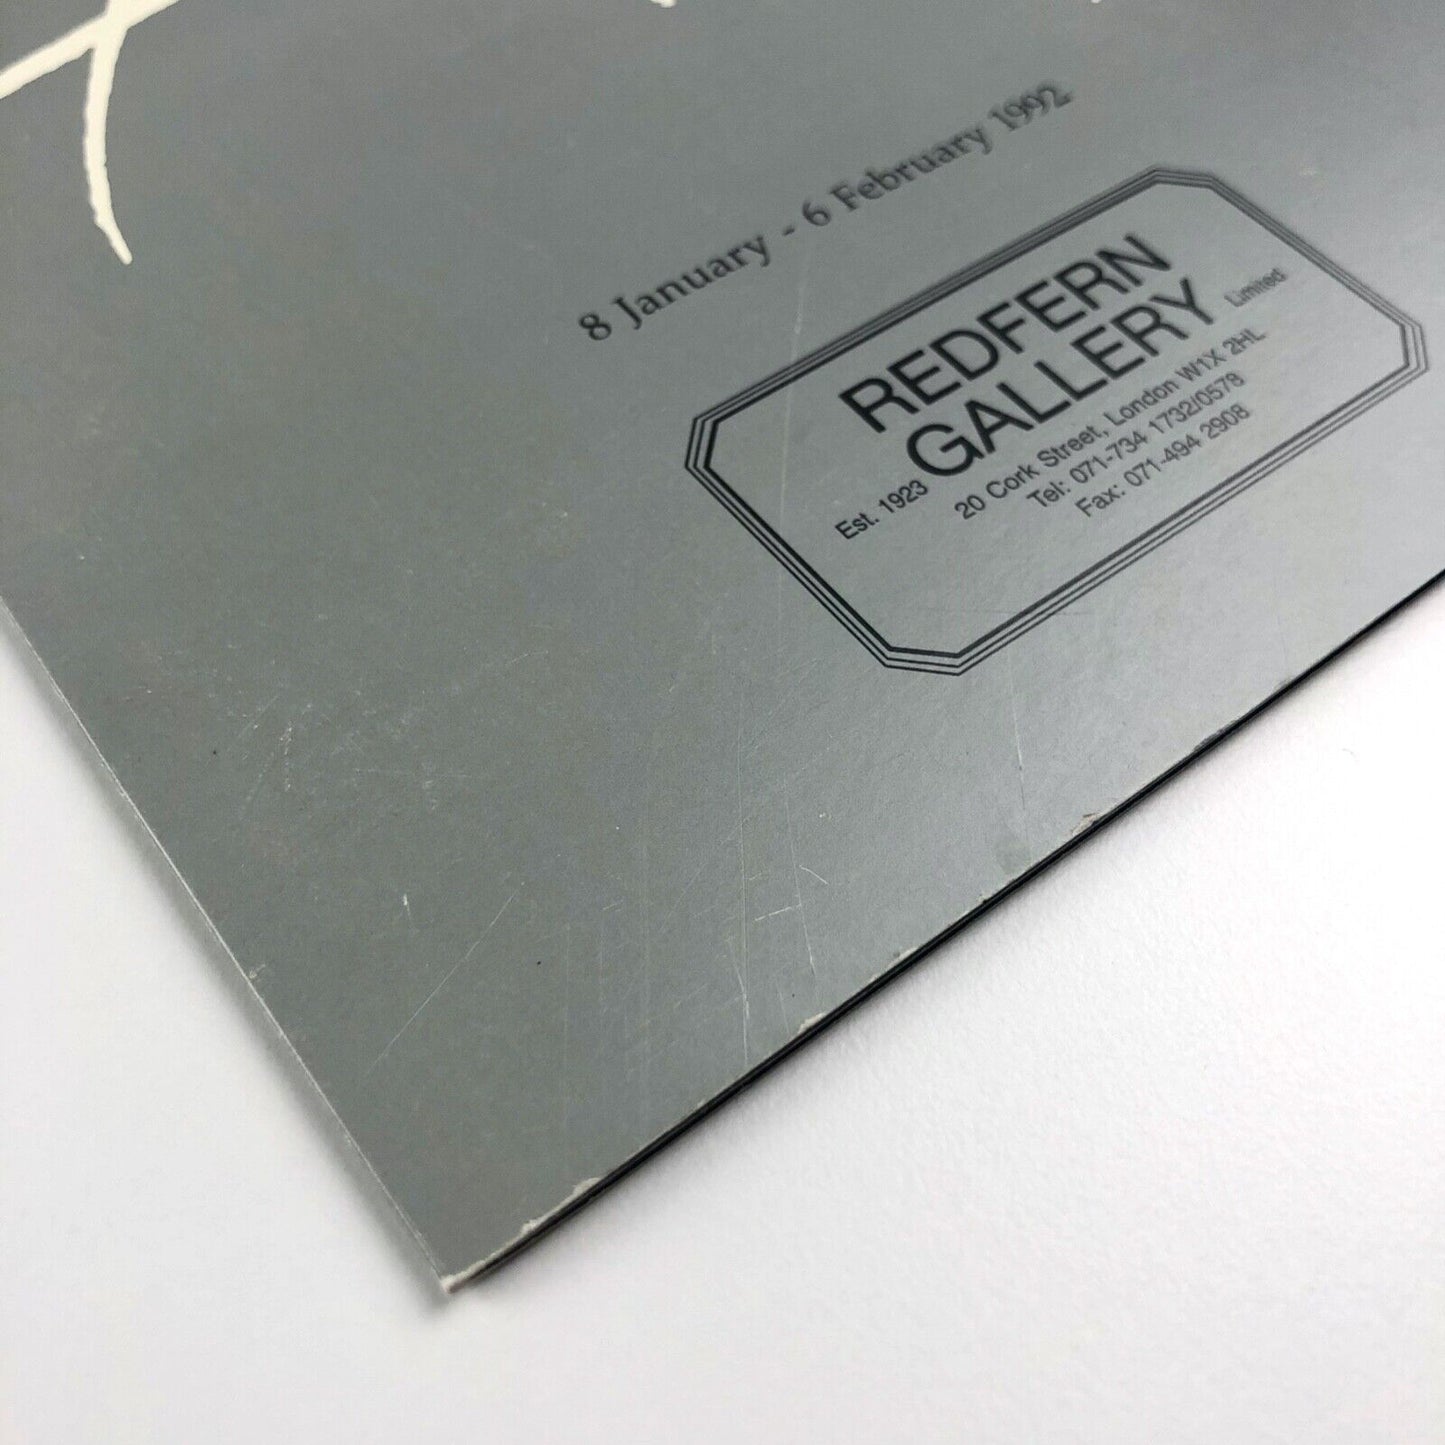 8 January - 6 February 1992
REDFERN
GALLERY
Est. 1923 Limited
20 Cork Street, London W1X 2HL
Tel: 071-734 1732/0578
Fax: 071-494 2908